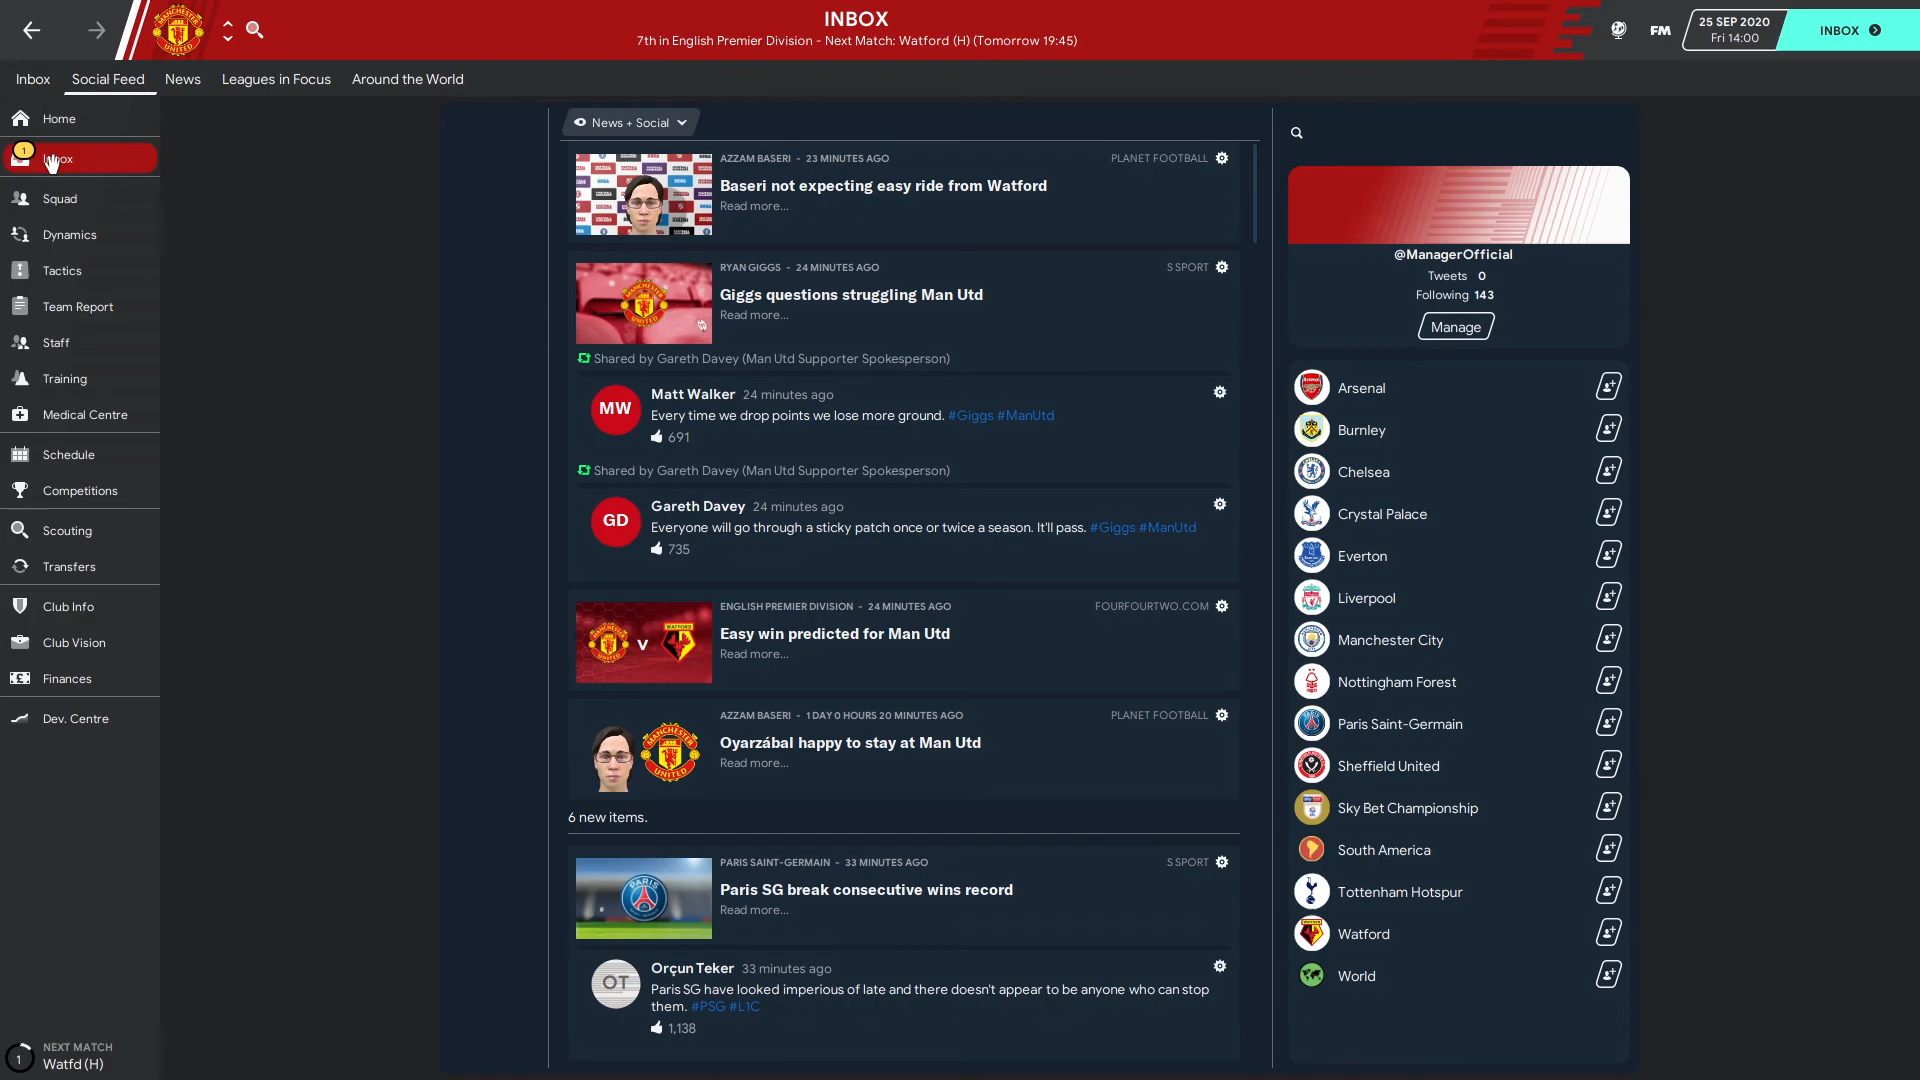 INBOX
7th in English Premier Division - Next Match: Watford (H) (Tomorrow 19:45)
FM
25 SEP 2020
Fri 14:00
INBOX
Inbox
Social Feed
News
Leagues in Focus
Around the World
Home
1
Squad
Dynamics
Tactics
Team Report
Staff
Training
Medical Centre
Schedule
Competitions
Scouting
Transfers
Club Info
Club Vision
Finances
Dev. Centre
1
NEXT MATCH
Watfd (H)
News + Social
AZZAM BASERI - 23 MINUTES AGO
PLANET FOOTBALL
Baseri not expecting easy ride from Watford
Read more...
RYAN GIGGS - 24 MINUTES AGO
S SPORT
Giggs questions struggling Man Utd
Read more...
Shared by Gareth Davey (Man Utd Supporter Spokesperson)
MW
Matt Walker 24 minutes ago
Every time we drop points we lose more ground. #Giggs #ManUtd
691
Shared by Gareth Davey (Man Utd Supporter Spokesperson)
GD
Gareth Davey 24 minutes ago
Everyone will go through a sticky patch once or twice a season. It'll pass. #Giggs #ManUtd
735
ENGLISH PREMIER DIVISION - 24 MINUTES AGO
FOURFOURTWO.COM
V
Easy win predicted for Man Utd
Read more...
AZZAM BASERI - 1 DAY 0 HOURS 20 MINUTES AGO
PLANET FOOTBALL
Oyarzábal happy to stay at Man Utd
Read more...
6 new items.
PARIS SAINT-GERMAIN - 33 MINUTES AGO
S SPORT
Paris SG break consecutive wins record
Read more...
OT
Orçun Teker 33 minutes ago
Paris SG have looked imperious of late and there doesn't appear to be anyone who can stop
them. #PSG #L1C
1,138
@ManagerOfficial
Tweets 0
Following 143
Manage
Arsenal
Burnley
Chelsea
Crystal Palace
Everton
Liverpool
Manchester City
Nottingham Forest
Paris Saint-Germain
Sheffield United
Sky Bet Championship
South America
Tottenham Hotspur
Watford
World